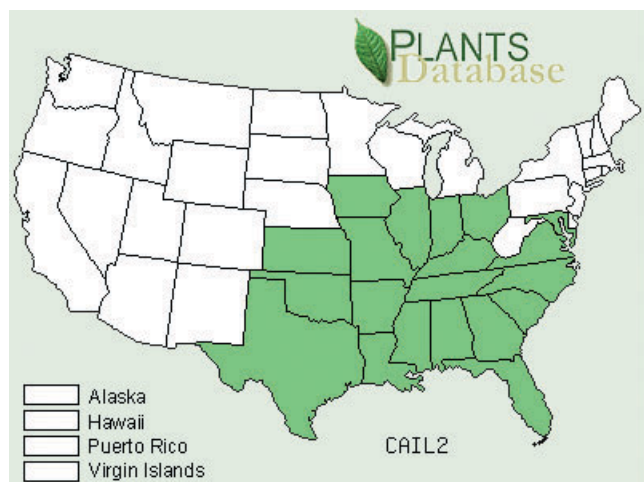 PLANTS
Database
Alaska
Hawaii
Puerto Rico
Virgin Islands
CAIL2